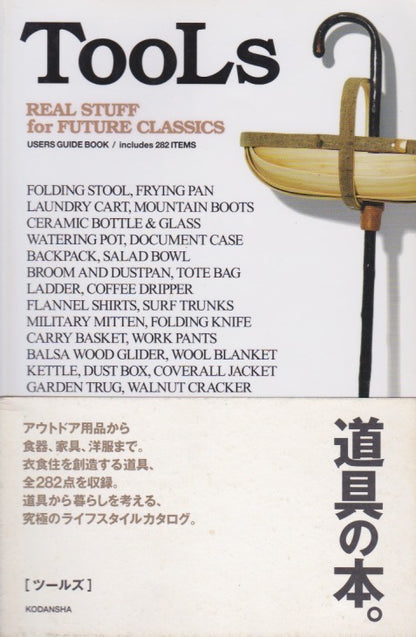 TooLs
REAL STUFF
for FUTURE CLASSICS
USERS GUIDE BOOK / includes 282 ITEMS
FOLDING STOOL, FRYING PAN
LAUNDRY CART, MOUNTAIN BOOTS
CERAMIC BOTTLE & GLASS
WATERING POT, DOCUMENT CASE
BACKPACK, SALAD BOWL
BROOM AND DUSTPAN, TOTE BAG
LADDER, COFFEE DRIPPER
FLANNEL SHIRTS, SURF TRUNKS
MILITARY MITTEN, FOLDING KNIFE
CARRY BASKET, WORK PANTS
BALSA WOOD GLIDER, WOOL BLANKET
KETTLE, DUST BOX, COVERALL JACKET
GARDEN TRUG, WALNUT CRACKER
道具の本。
アウトドア用品から
食器、家具、洋服まで。
衣食住を創造する道具、
全282点を収録。
道具から暮らしを考える、
究極のライフスタイルカタログ。
[ツールズ]
KODANSHA